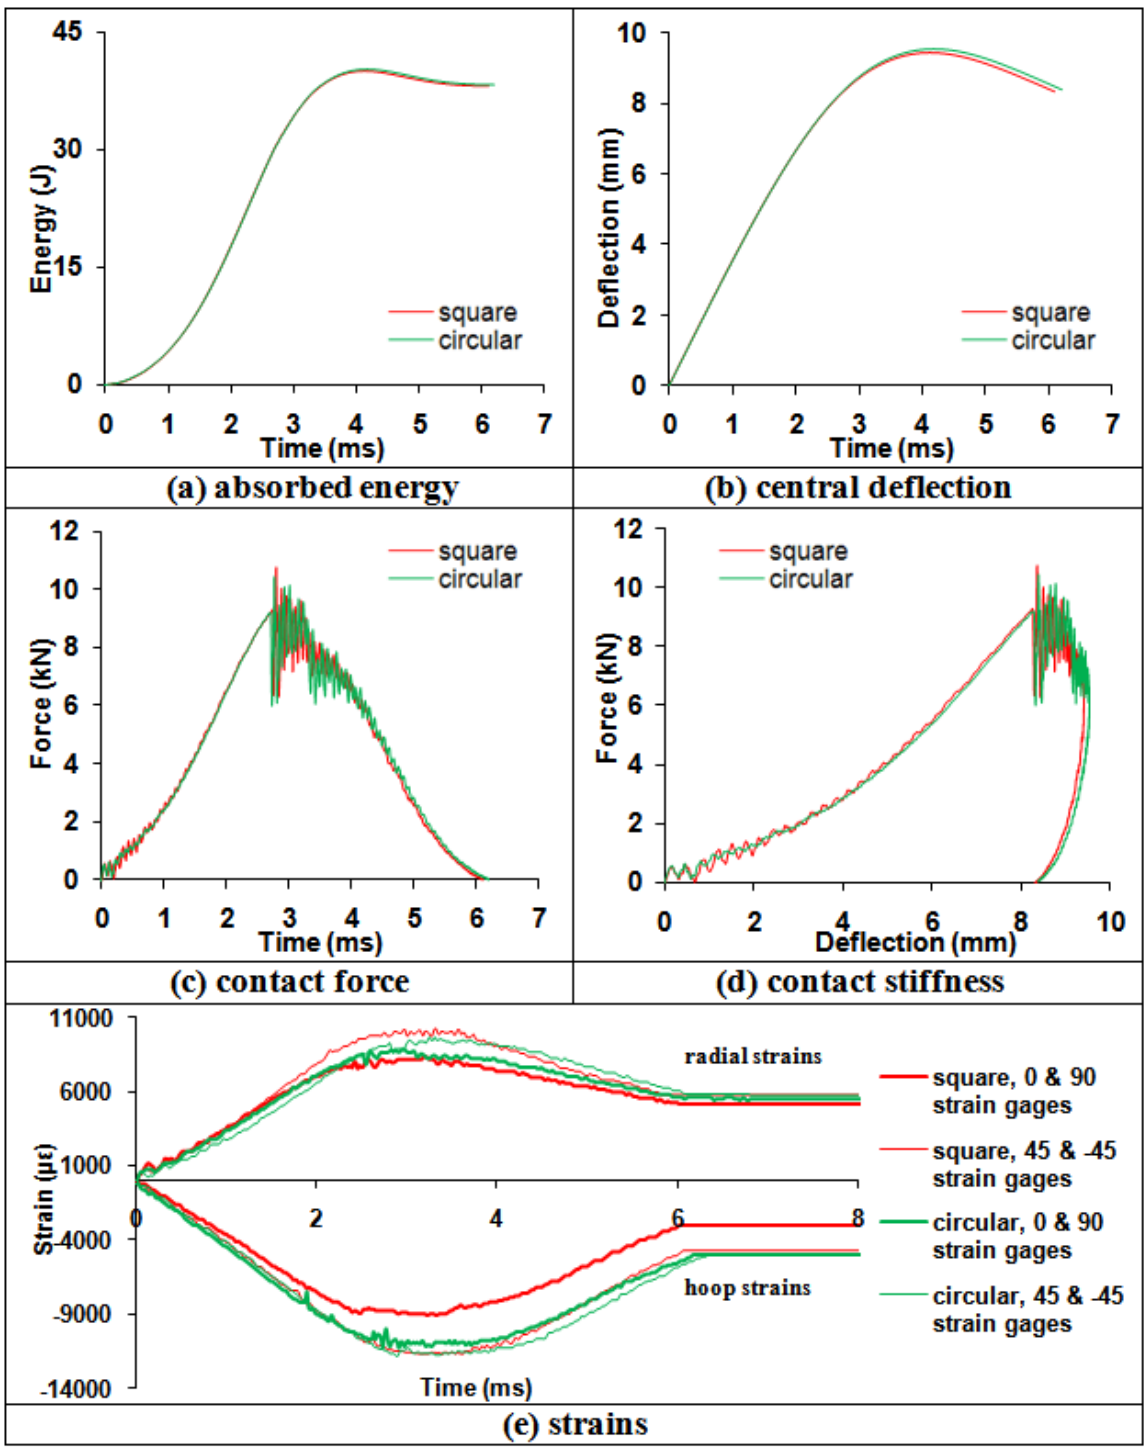 45
30
15
0
Energy (J)
square
circular
0 1 2 3 4 5 6 7
Time (ms)
(a) absorbed energy
10
8
6
4
2
0
Deflection (mm)
square
circular
0 1 2 3 4 5 6 7
Time (ms)
(b) central deflection
12
10
8
6
4
2
0
Force (kN)
square
circular
0 1 2 3 4 5 6 7
Time (ms)
(c) contact force
12
10
8
6
4
2
0
Force (kN)
square
circular
0 2 4 6 8 10
Deflection (mm)
(d) contact stiffness
11000
6000
1000
-4000
-9000
-14000
Strain (με)
radial strains
0 2 4 6 8
hoop strains
Time (ms)
square, 0 & 90
strain gages
square, 45 & -45
strain gages
circular, 0 & 90
strain gages
circular, 45 & -45
strain gages
(e) strains